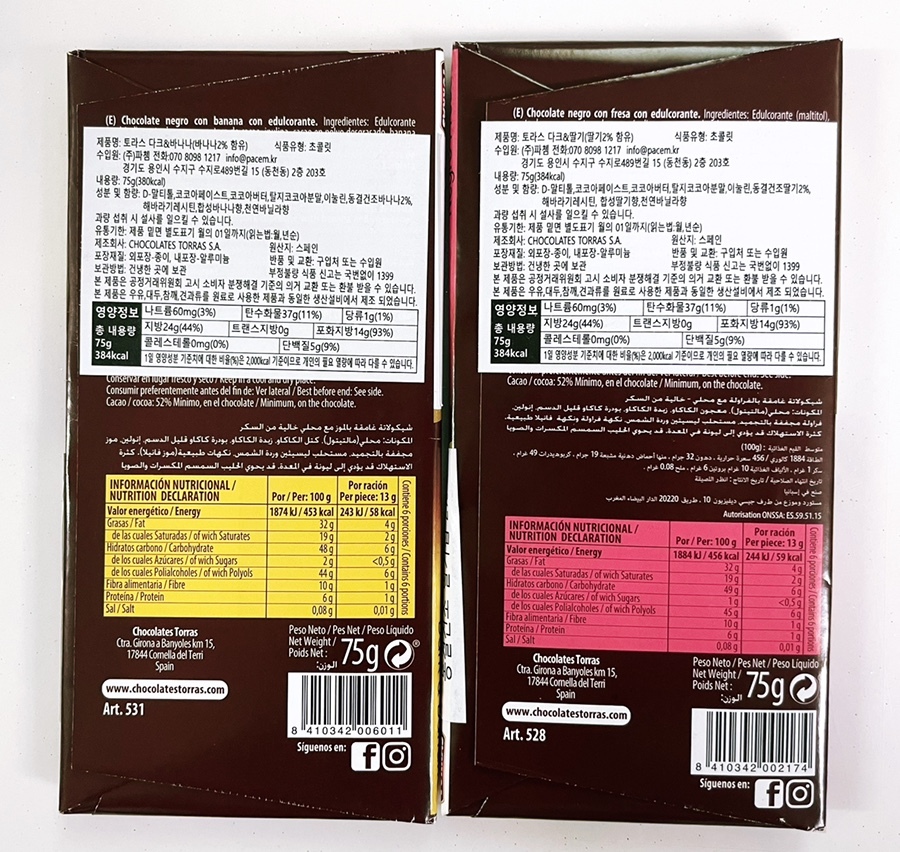 (E) Chocolate negro con banana con edulcorante. Ingredientes: Edulcorante
제품명: 토라스 다크&바나나(바나나2% 함유) 식품유형: 초콜릿
수입원: (주)파쳄 전화:070 8098 1217 info@pacem.kr
경기도 용인시 수지구 수지로489번길 15 (동천동) 2층 203호
내용량: 75g(380kcal)
성분 및 함량: D-말티톨,코코아페이스트,코코아버터,탈지코코아분말,이눌린,동결건조바나나2%,
해바라기레시틴,합성바나나향,천연바닐라향
과량 섭취 시 설사를 일으킬 수 있습니다.
유통기한: 제품 밑면 별도표기 월의 01일까지(읽는법:월,년순)
제조회사: CHOCOLATES TORRAS S.A. 원산지: 스페인
포장재질: 외포장-종이, 내포장-알루미늄 반품 및 교환: 구입처 또는 수입원
보관방법: 건냉한 곳에 보관 부정불량 식품 신고는 국번없이 1399
본 제품은 공정거래위원회 고시 소비자 분쟁해결 기준의 의거 교환 또는 환불 받을 수 있습니다.
본 제품은 우유,대두,참깨,견과류를 원료로 사용한 제품과 동일한 생산설비에서 제조 되었습니다.
영양정보 나트륨60mg(3%) 탄수화물37g(11%) 당류1g(1%)
총 내용량 지방24g(44%) 트랜스지방0g 포화지방14g(93%)
75g 콜레스테롤0mg(0%) 단백질5g(9%)
384kcal 1일 영양성분 기준치에 대한 비율(%)은 2,000kcal 기준이므로 개인의 필요 열량에 따라 다를 수 있습니다.
Conservar en lugar fresco y seco / Keep in a cool and dry place.
Consumir preferentemente antes del fin de: Ver lateral / Best before end: See side.
Cacao / cocoa: 52% Mínimo, en el chocolate / Minimum, on the chocolate.
شيكولاتة غامقة بالموز مع محلي خالية من السكر
INFORMACIÓN NUTRICIONAL /
NUTRITION DECLARATION Por / Per: 100 g Por ración Per piece: 13 g
Valor energético / Energy 1874 kJ / 453 kcal 243 kJ / 58 kcal
Grasas / Fat 32 g 4 g
de las cuales Saturadas / of wich Saturates 19 g 2 g
Hidratos carbono / Carbohydrate 48 g 6 g
de los cuales Azúcares / of wich Sugars 2 g <0,5 g
de los cuales Polialcoholes / of wich Polyols 44 g 6 g
Fibra alimentaria / Fibre 10 g 1 g
Proteína / Protein 6 g 1 g
Sal / Salt 0,08 g 0,01 g
Contiene 6 porciones / Contains 6 portions
Chocolates Torras
Ctra. Girona a Banyoles km 15,
17844 Cornella del Terri
Spain
www.chocolatestorras.com
Art. 531
Peso Neto / Pes Net / Peso Líquido
Net Weight /
Poids Net : 75g
الوزن:
8 410342 006011
Síguenos en:
(E) Chocolate negro con fresa con edulcorante. Ingredientes: Edulcorante (maltitol),
제품명: 토라스 다크&딸기(딸기2% 함유) 식품유형: 초콜릿
수입원: (주)파쳄 전화:070 8098 1217 info@pacem.kr
경기도 용인시 수지구 수지로489번길 15 (동천동) 2층 203호
내용량: 75g(384kcal)
성분 및 함량: D-말티톨,코코아페이스트,코코아버터,탈지코코아분말,이눌린,동결건조딸기2%,
해바라기레시틴, 합성딸기향,천연바닐라향
과량 섭취 시 설사를 일으킬 수 있습니다.
유통기한: 제품 밑면 별도표기 월의 01일까지(읽는법:월,년순)
제조회사: CHOCOLATES TORRAS S.A. 원산지: 스페인
포장재질: 외포장-종이, 내포장-알루미늄 반품 및 교환: 구입처 또는 수입원
보관방법: 건냉한 곳에 보관 부정불량 식품 신고는 국번없이 1399
본 제품은 공정거래위원회 고시 소비자 분쟁해결 기준의 의거 교환 또는 환불 받을 수 있습니다.
본 제품은 우유,대두,참깨,견과류를 원료로 사용한 제품과 동일한 생산설비에서 제조 되었습니다.
영양정보 나트륨60mg(3%) 탄수화물37g(11%) 당류1g(1%)
총 내용량 지방24g(44%) 트랜스지방0g 포화지방14g(93%)
75g 콜레스테롤0mg(0%) 단백질5g(9%)
384kcal 1일 영양성분 기준치에 대한 비율(%)은 2,000kcal 기준이므로 개인의 필요 열량에 따라 다를 수 있습니다.
Cacao / cocoa: 52% Mínimo, en el chocolate / Minimum, on the chocolate.
شيكولاتة غامقة بالفراولة مع محلي - خالية من السكر
متوسط القيم الغذائية: (100g)
صنع في إسبانيا
Autorisation ONSSA: ES.59.51.15
INFORMACIÓN NUTRICIONAL /
NUTRITION DECLARATION Por / Per: 100 g Por ración Per piece: 13 g
Valor energético / Energy 1884 kJ / 456 kcal 244 kJ / 59 kcal
Grasas / Fat 32 g 4 g
de las cuales Saturadas / of wich Saturates 19 g 2 g
Hidratos carbono / Carbohydrate 49 g 6 g
de los cuales Azúcares / of wich Sugars 1 g <0,5 g
de los cuales Polialcoholes / of wich Polyols 45 g 6 g
Fibra alimentaria / Fibre 10 g 1 g
Proteína / Protein 6 g 1 g
Sal / Salt 0,08 g 0,01 g
Contiene 6 porciones / Contains 6 portions
Chocolates Torras
Ctra. Girona a Banyoles km 15,
17844 Cornella del Terri
Spain
www.chocolatestorras.com
Art. 528
Peso Neto / Pes Net / Peso Líquido
Net Weight /
Poids Net : 75g
الوزن:
8 410342 002174
Síguenos en: